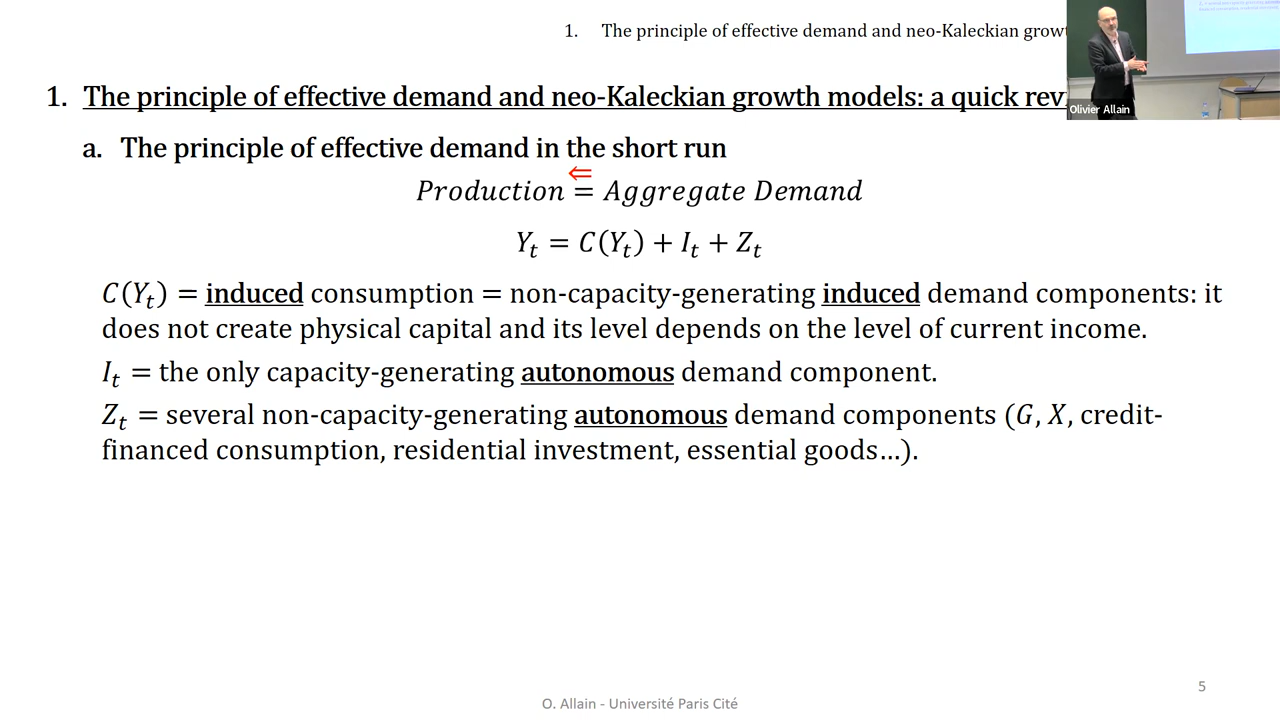 1. The principle of effective demand and neo-Kaleckian grow
1. The principle of effective demand and neo-Kaleckian growth models: a quick rev
Olivier Allain
a. The principle of effective demand in the short run
⇐
Production = Aggregate Demand
Yₜ = C(Yₜ) + Iₜ + Zₜ
C(Yₜ) = induced consumption = non-capacity-generating induced demand components: it
does not create physical capital and its level depends on the level of current income.
Iₜ = the only capacity-generating autonomous demand component.
Zₜ = several non-capacity-generating autonomous demand components (G, X, credit-
financed consumption, residential investment, essential goods…).
5
O. Allain - Université Paris Cité